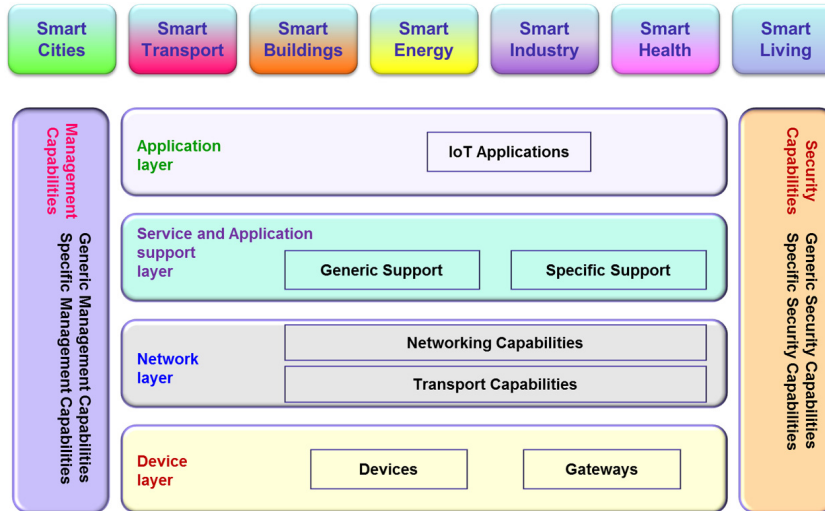 Smart
Cities
Smart
Transport
Smart
Buildings
Smart
Energy
Smart
Industry
Smart
Health
Smart
Living
Management
Capabilities
Generic Management Capabilities
Specific Management Capabilities
Application
layer
IoT Applications
Service and Application
support
layer
Generic Support
Specific Support
Network
layer
Networking Capabilities
Transport Capabilities
Device
layer
Devices
Gateways
Security
Capabilities
Generic Security Capabilities
Specific Security Capabilities